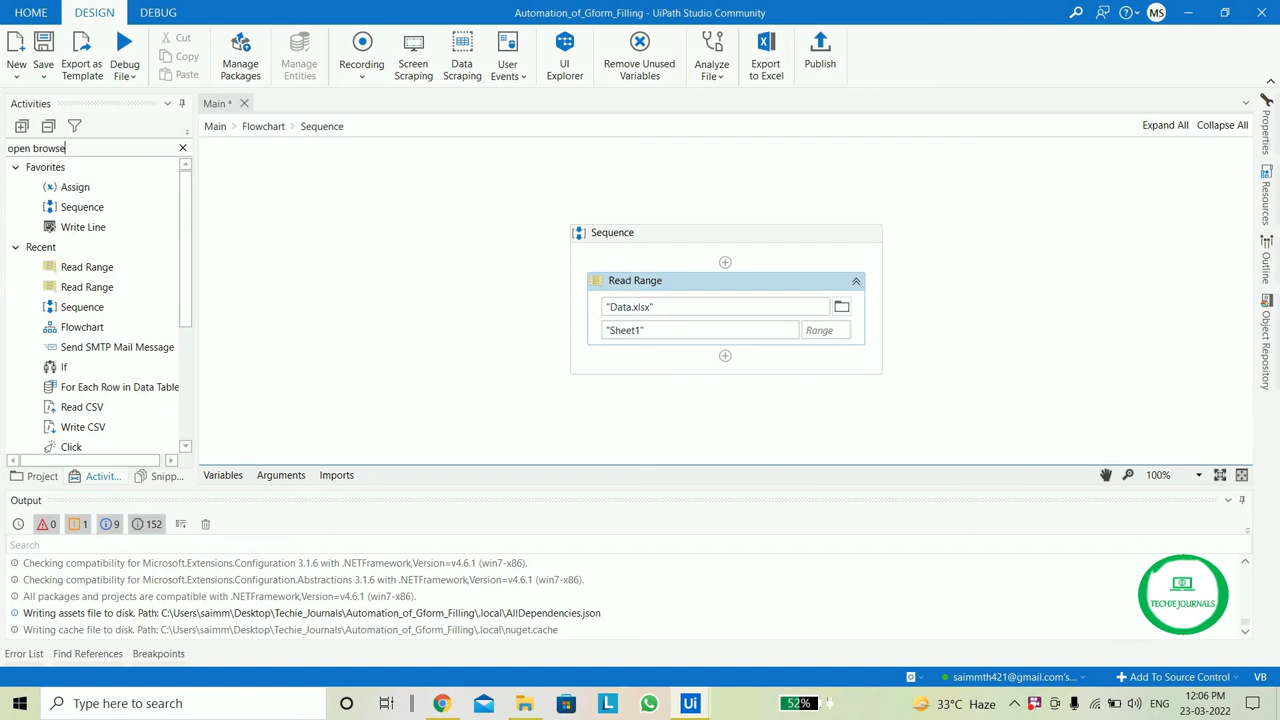 HOME
DESIGN
DEBUG
Automation_of_Gform_Filling - UiPath Studio Community
MS
New
Save
Export as Template
Debug File
Cut
Copy
Paste
Manage Packages
Manage Entities
Recording
Screen Scraping
Data Scraping
User Events
UI Explorer
Remove Unused Variables
Analyze File
Export to Excel
Publish
Activities
Main *
Main > Flowchart > Sequence
Expand All Collapse All
open browse
Favorites
Assign
Sequence
Write Line
Recent
Read Range
Read Range
Sequence
Flowchart
Send SMTP Mail Message
If
For Each Row in Data Table
Read CSV
Write CSV
Click
Sequence
Read Range
"Data.xlsx"
"Sheet1"
Range
Properties
Resources
Outline
Object Repository
Project
Activit...
Snipp...
Variables
Arguments
Imports
100%
Output
0
1
9
152
Search
Checking compatibility for Microsoft.Extensions.Configuration 3.1.6 with .NETFramework,Version=v4.6.1 (win7-x86).
Checking compatibility for Microsoft.Extensions.Configuration.Abstractions 3.1.6 with .NETFramework,Version=v4.6.1 (win7-x86).
All packages and projects are compatible with .NETFramework,Version=v4.6.1 (win7-x86).
Writing assets file to disk. Path: C:\Users\saimm\Desktop\Techie_Journals\Automation_of_Gform_Filling\.local\AllDependencies.json
Writing cache file to disk. Path: C:\Users\saimm\Desktop\Techie_Journals\Automation_of_Gform_Filling\.local\nuget.cache
TECHIE JOURNALS
Error List
Find References
Breakpoints
saimmth421@gmail.com's...
Add To Source Control
VB
Type here to search
L
Ui
52%
33°C Haze
ENG
12:06 PM
23-03-2022